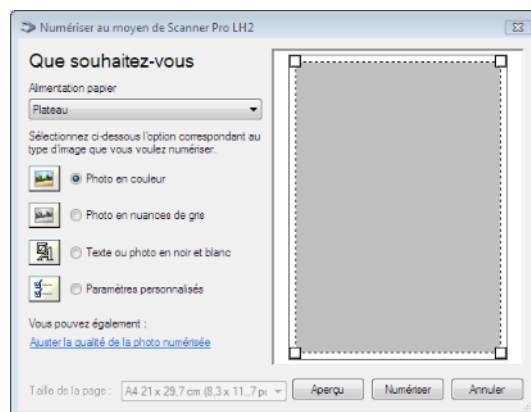 Numériser au moyen de Scanner Pro LH2
Que souhaitez-vous
Alimentation papier
Plateau
Sélectionnez ci-dessous l'option correspondant au
type d'image que vous voulez numériser.
Photo en couleur
Photo en nuances de gris
Texte ou photo en noir et blanc
Paramètres personnalisés
Vous pouvez également :
Ajuster la qualité de la photo numérisée
Taille de la page : A4 21 x 29,7 cm (8,3 x 11.,7 p
Aperçu Numériser Annuler